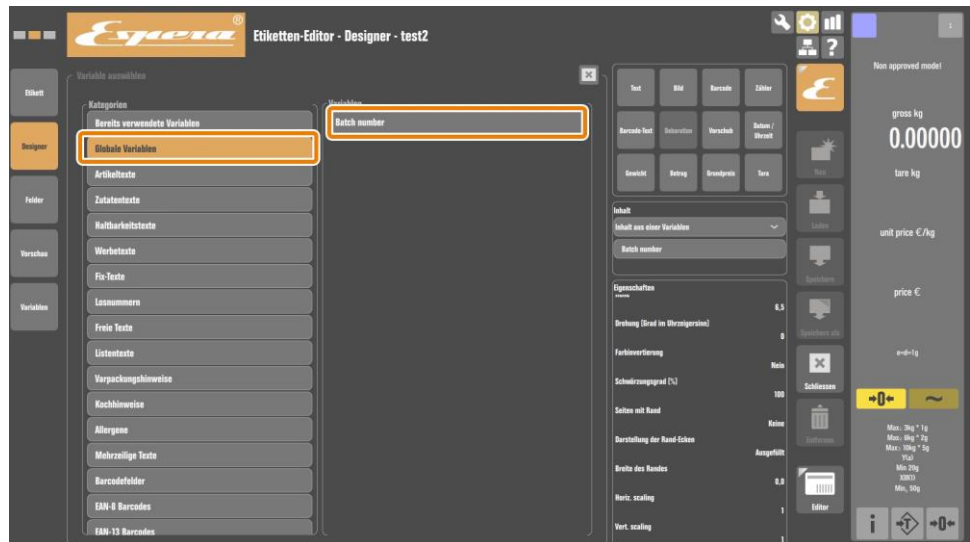 Espera®
Etiketten-Editor - Designer - test2
?
1
Etikett
Designer
Felder
Vorschau
Variablen
Variable auswählen
Kategorien
Bereits verwendete Variablen
Globale Variablen
Artikeltexte
Zutatentexte
Haltbarkeitstexte
Werbetexte
Fix-Texte
Losnummern
Freie Texte
Listentexte
Varpackungshinweise
Kochhinweise
Allergene
Mehrzeilige Texte
Barcodefelder
EAN-8 Barcodes
EAN-13 Barcodes
Variablen
Batch number
Text Bild Barcode Zähler
Barcode-Text Dekoration Vorschub Datum / Uhrzeit
Gewicht Betrag Grundpreis Tara
Inhalt
Inhalt aus einer Variablen
Batch number
Eigenschaften
6,5
Drehung [Grad im Uhrzeigersinn]
0
Farbinvertierung
Nein
Schwärzungsgrad [%]
100
Seiten mit Rand
Keine
Darstellung der Rand-Ecken
Ausgefüllt
Breite des Randes
0,0
Horiz. scaling
1
Vert. scaling
1
Neu
Laden
Speichern
Speichern als
Schliessen
Entfernen
Editor
Non approved mode!
gross kg
0.00000
tare kg
unit price €/kg
price €
e=d=1g
→0←
Max: 3kg * 1g
Max: 6kg * 2g
Max: 10kg * 5g
Min 20g
Min, 50g
i T →0←